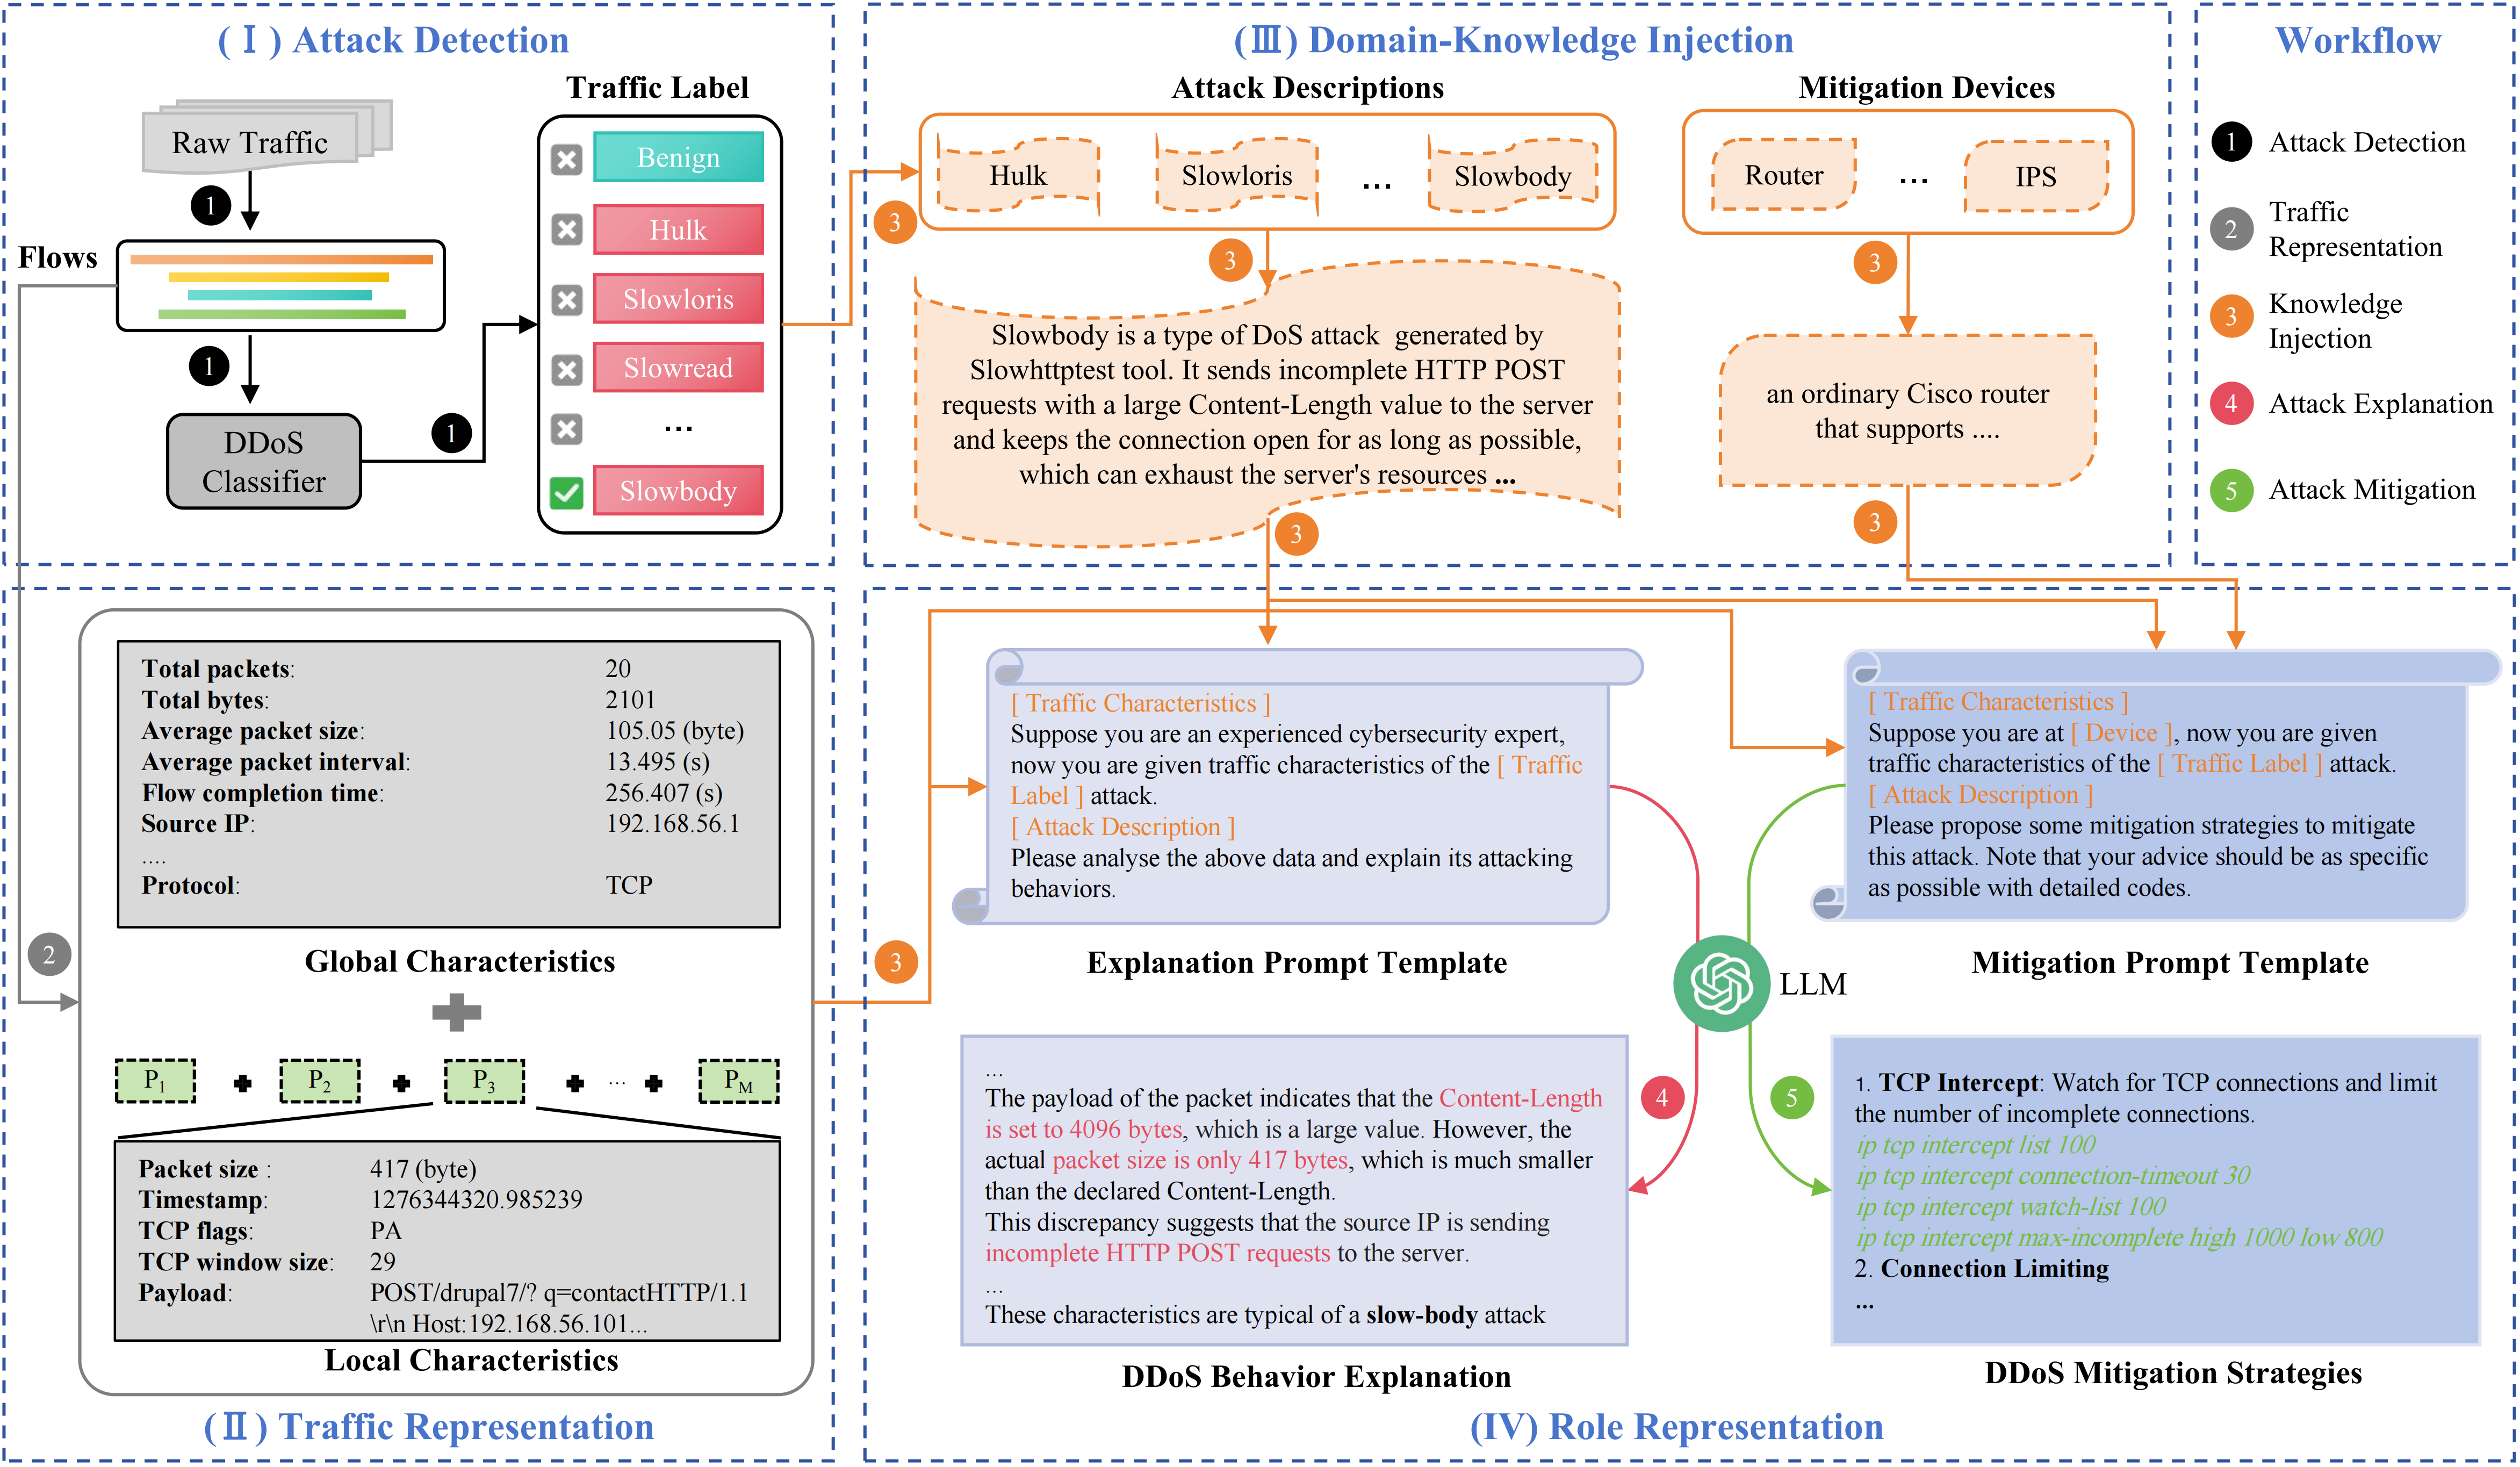 (Ⅰ) Attack Detection
Raw Traffic
1
Flows
1
DDoS
Classifier
1
Traffic Label
Benign
Hulk
Slowloris
Slowread
...
Slowbody
(Ⅲ) Domain-Knowledge Injection
Attack Descriptions
Hulk
Slowloris
...
Slowbody
3
3
Slowbody is a type of DoS attack generated by
Slowhttptest tool. It sends incomplete HTTP POST
requests with a large Content-Length value to the server
and keeps the connection open for as long as possible,
which can exhaust the server's resources ...
3
Mitigation Devices
Router
...
IPS
3
an ordinary Cisco router
that supports ....
3
Workflow
1 Attack Detection
2 Traffic
Representation
3 Knowledge
Injection
4 Attack Explanation
5 Attack Mitigation
2
Total packets: 20
Total bytes: 2101
Average packet size: 105.05 (byte)
Average packet interval: 13.495 (s)
Flow completion time: 256.407 (s)
Source IP: 192.168.56.1
....
Protocol: TCP
Global Characteristics
P1 P2 P3 ... PM
Packet size : 417 (byte)
Timestamp: 1276344320.985239
TCP flags: PA
TCP window size: 29
Payload: POST/drupal7/? q=contactHTTP/1.1
\r\n Host:192.168.56.101...
Local Characteristics
(Ⅱ) Traffic Representation
3
[ Traffic Characteristics ]
Suppose you are an experienced cybersecurity expert,
now you are given traffic characteristics of the [ Traffic
Label ] attack.
[ Attack Description ]
Please analyse the above data and explain its attacking
behaviors.
Explanation Prompt Template
[ Traffic Characteristics ]
Suppose you are at [ Device ], now you are given
traffic characteristics of the [ Traffic Label ] attack.
[ Attack Description ]
Please propose some mitigation strategies to mitigate
this attack. Note that your advice should be as specific
as possible with detailed codes.
Mitigation Prompt Template
LLM
4
5
...
The payload of the packet indicates that the Content-Length
is set to 4096 bytes, which is a large value. However, the
actual packet size is only 417 bytes, which is much smaller
than the declared Content-Length.
This discrepancy suggests that the source IP is sending
incomplete HTTP POST requests to the server.
...
These characteristics are typical of a slow-body attack
DDoS Behavior Explanation
1. TCP Intercept: Watch for TCP connections and limit
the number of incomplete connections.
ip tcp intercept list 100
ip tcp intercept connection-timeout 30
ip tcp intercept watch-list 100
ip tcp intercept max-incomplete high 1000 low 800
2. Connection Limiting
...
DDoS Mitigation Strategies
(IV) Role Representation